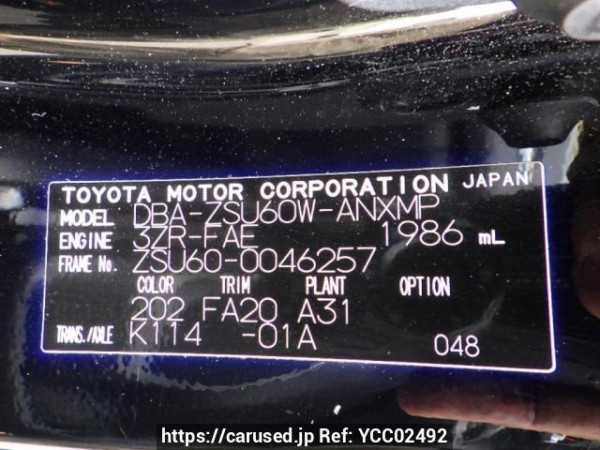 TOYOTA MOTOR CORPORATION JAPAN
MODEL DBA-ZSU60W-ANXMP
ENGINE 3ZR-FAE 1986 mL
FRAME No. ZSU60-0046257
COLOR TRIM PLANT OPTION
202 FA20 A31
TRANS./AXLE K114 -01A 048
https://carused.jp Ref: YCC02492